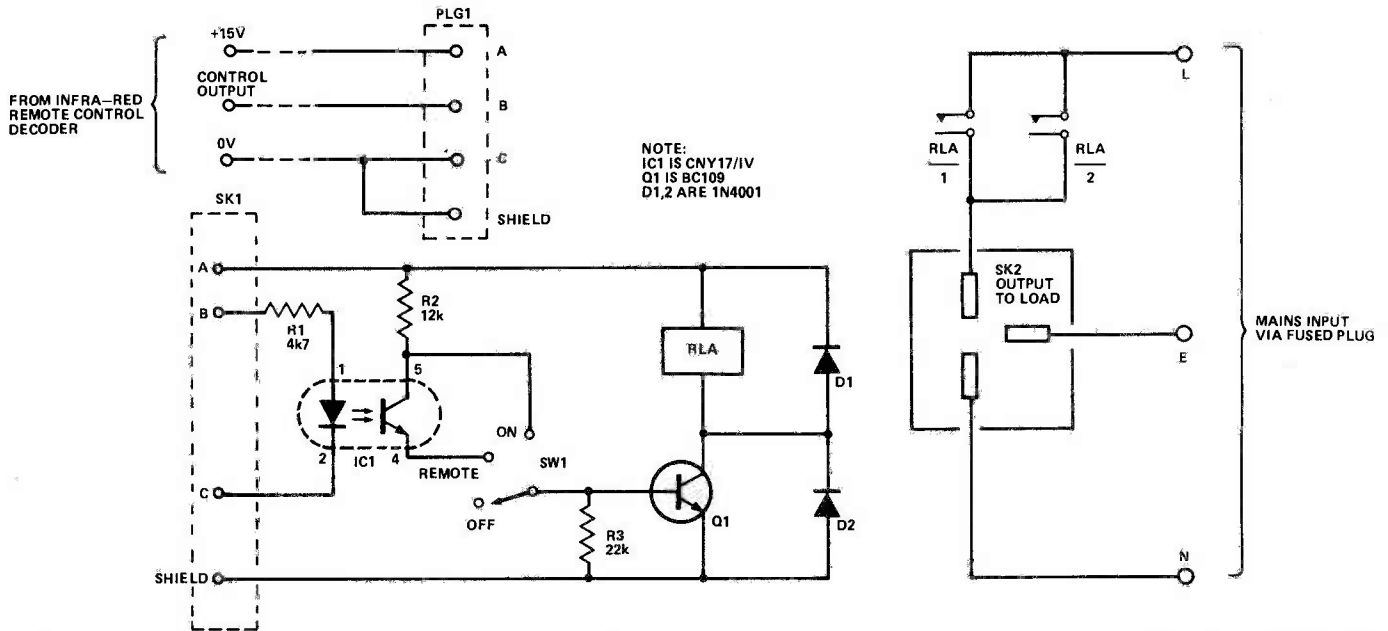 PLG1
+15V
A
CONTROL
OUTPUT
B
FROM INFRA–RED
REMOTE CONTROL
DECODER
0V
C
SHIELD
NOTE:
IC1 IS CNY17/IV
Q1 IS BC109
D1,2 ARE 1N4001
SK1
A
B
R1
4k7
R2
12k
1
5
2
IC1
4
REMOTE
ON
SW1
OFF
C
R3
22k
SHIELD
RLA
Q1
D1
D2
L
RLA
1
RLA
2
SK2
OUTPUT
TO LOAD
E
N
MAINS INPUT
VIA FUSED PLUG